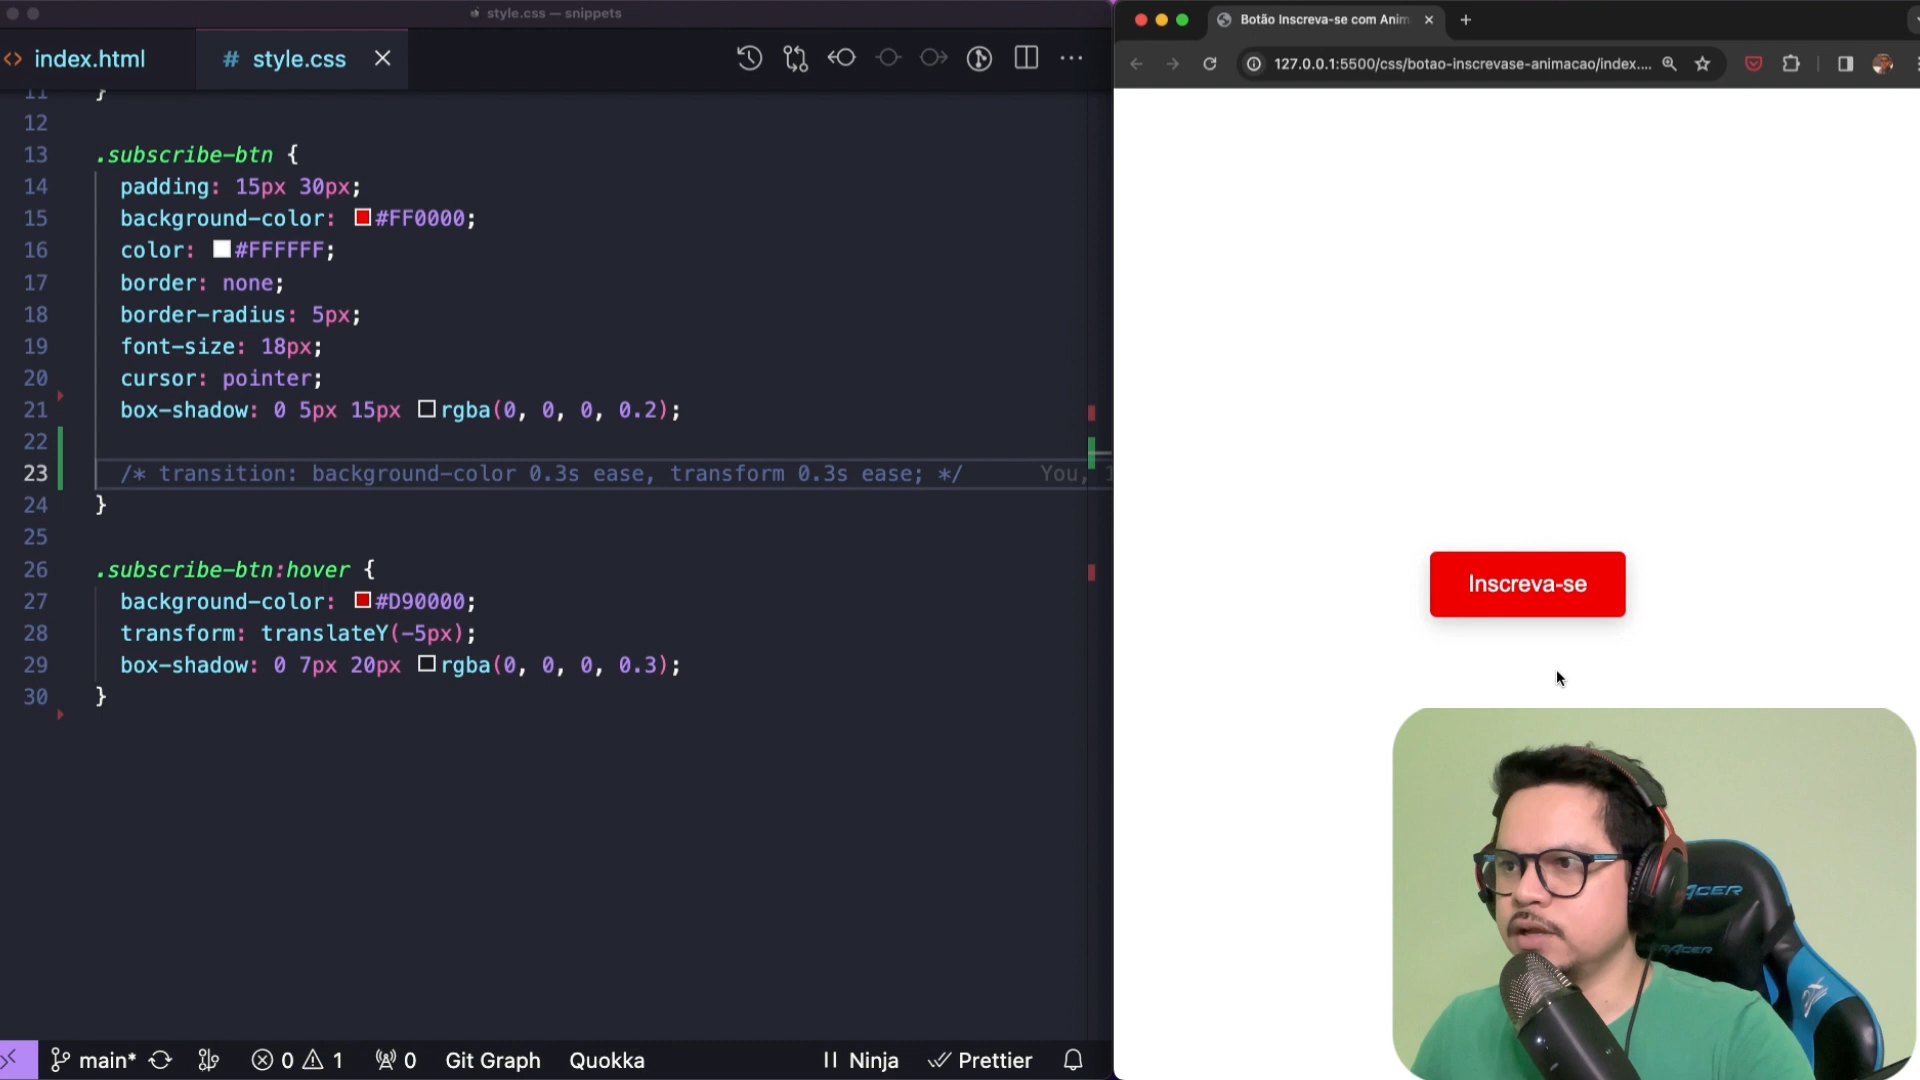 style.css — snippets
index.html
# style.css
11 }
12
13 .subscribe-btn {
14 padding: 15px 30px;
15 background-color: #FF0000;
16 color: #FFFFFF;
17 border: none;
18 border-radius: 5px;
19 font-size: 18px;
20 cursor: pointer;
21 box-shadow: 0 5px 15px rgba(0, 0, 0, 0.2);
22
23 /* transition: background-color 0.3s ease, transform 0.3s ease; */ You,
24 }
25
26 .subscribe-btn:hover {
27 background-color: #D90000;
28 transform: translateY(-5px);
29 box-shadow: 0 7px 20px rgba(0, 0, 0, 0.3);
30 }
main* 0 1 0 Git Graph Quokka Ninja Prettier
Botão Inscreva-se com Anim
127.0.0.1:5500/css/botao-inscrevase-animacao/index....
Inscreva-se
ACER
RACER